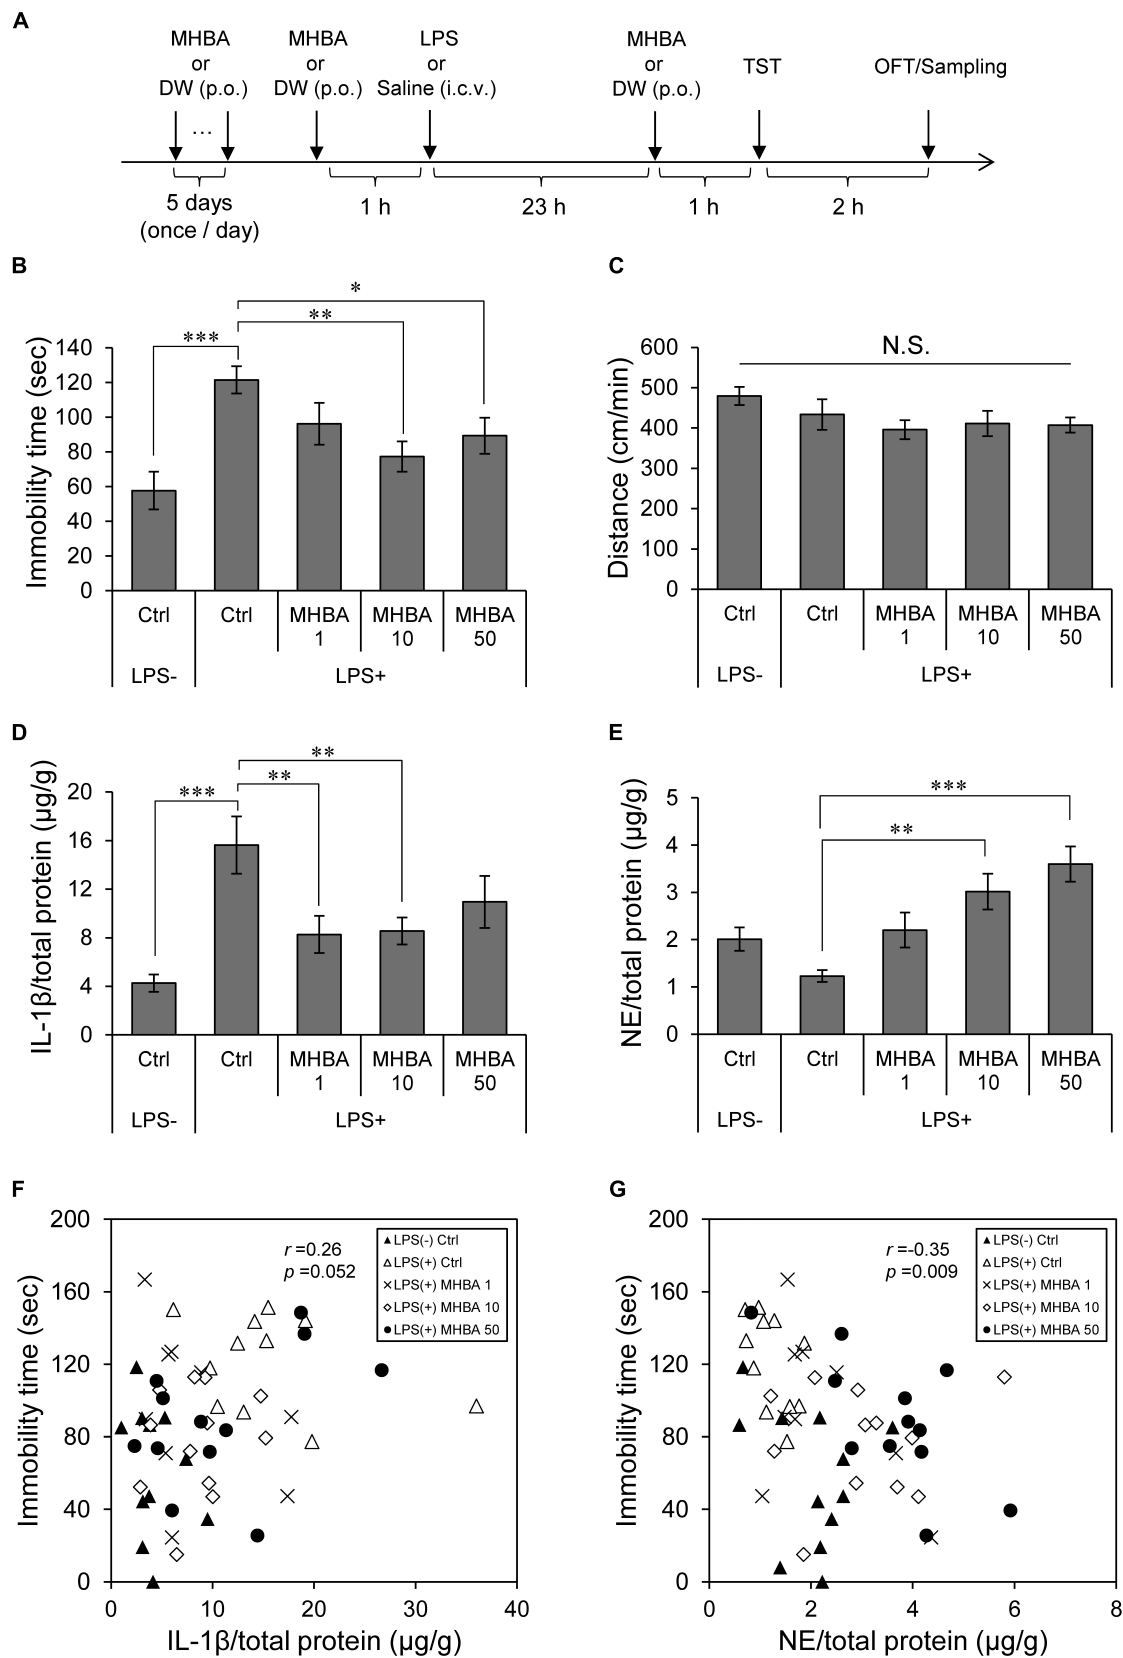 A
MHBA
or
DW (p.o.)
MHBA
or
DW (p.o.)
LPS
or
Saline (i.c.v.)
MHBA
or
DW (p.o.)
TST
OFT/Sampling
...
5 days
(once / day)
1 h
23 h
1 h
2 h
B
Immobility time (sec)
140
120
100
80
60
40
20
0
***
**
*
Ctrl
Ctrl
MHBA
1
MHBA
10
MHBA
50
LPS-
LPS+
C
Distance (cm/min)
600
500
400
300
200
100
0
N.S.
Ctrl
Ctrl
MHBA
1
MHBA
10
MHBA
50
LPS-
LPS+
D
IL-1β/total protein (μg/g)
20
16
12
8
4
0
***
**
**
Ctrl
Ctrl
MHBA
1
MHBA
10
MHBA
50
LPS-
LPS+
E
NE/total protein (μg/g)
5
4
3
2
1
0
***
**
Ctrl
Ctrl
MHBA
1
MHBA
10
MHBA
50
LPS-
LPS+
F
Immobility time (sec)
200
160
120
80
40
0
r =0.26
p =0.052
LPS(-) Ctrl
LPS(+) Ctrl
LPS(+) MHBA 1
LPS(+) MHBA 10
LPS(+) MHBA 50
0 10 20 30 40
IL-1β/total protein (μg/g)
G
Immobility time (sec)
200
160
120
80
40
0
r =-0.35
p =0.009
LPS(-) Ctrl
LPS(+) Ctrl
LPS(+) MHBA 1
LPS(+) MHBA 10
LPS(+) MHBA 50
0 2 4 6 8
NE/total protein (μg/g)